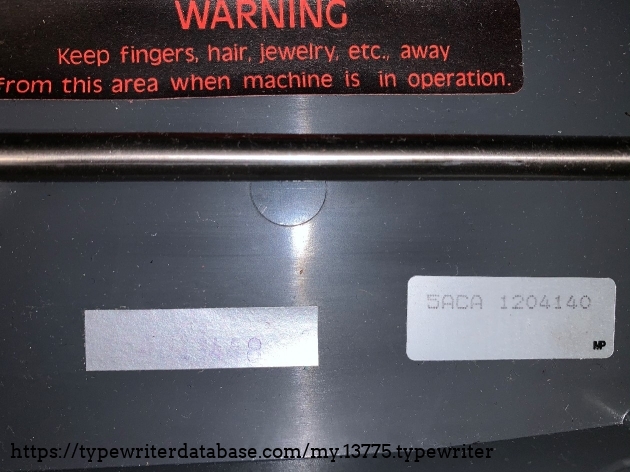 WARNING
Keep fingers, hair, jewelry, etc., away
from this area when machine is in operation.
5ACA 1204140
MP
https://typewriterdatabase.com/my.13775.typewriter